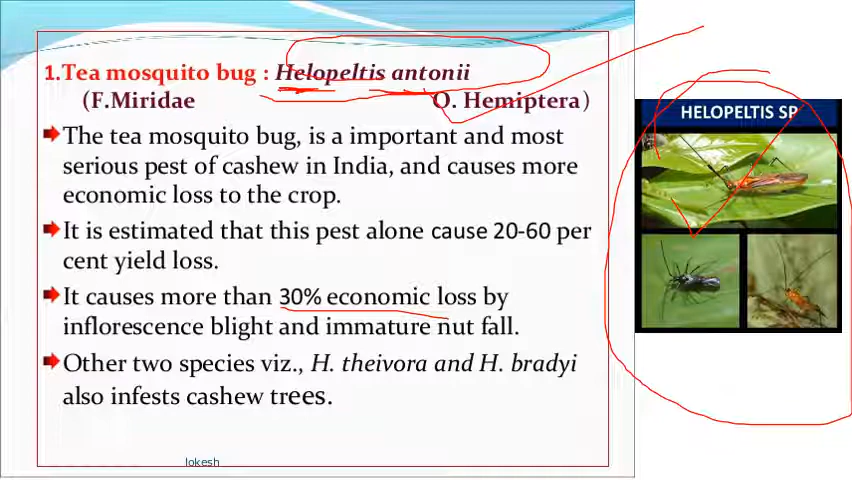 1.Tea mosquito bug : Helopeltis antonii
(F.Miridae O. Hemiptera)
The tea mosquito bug, is a important and most
serious pest of cashew in India, and causes more
economic loss to the crop.
It is estimated that this pest alone cause 20-60 per
cent yield loss.
It causes more than 30% economic loss by
inflorescence blight and immature nut fall.
Other two species viz., H. theivora and H. bradyi
also infests cashew trees.
lokesh
HELOPELTIS SP